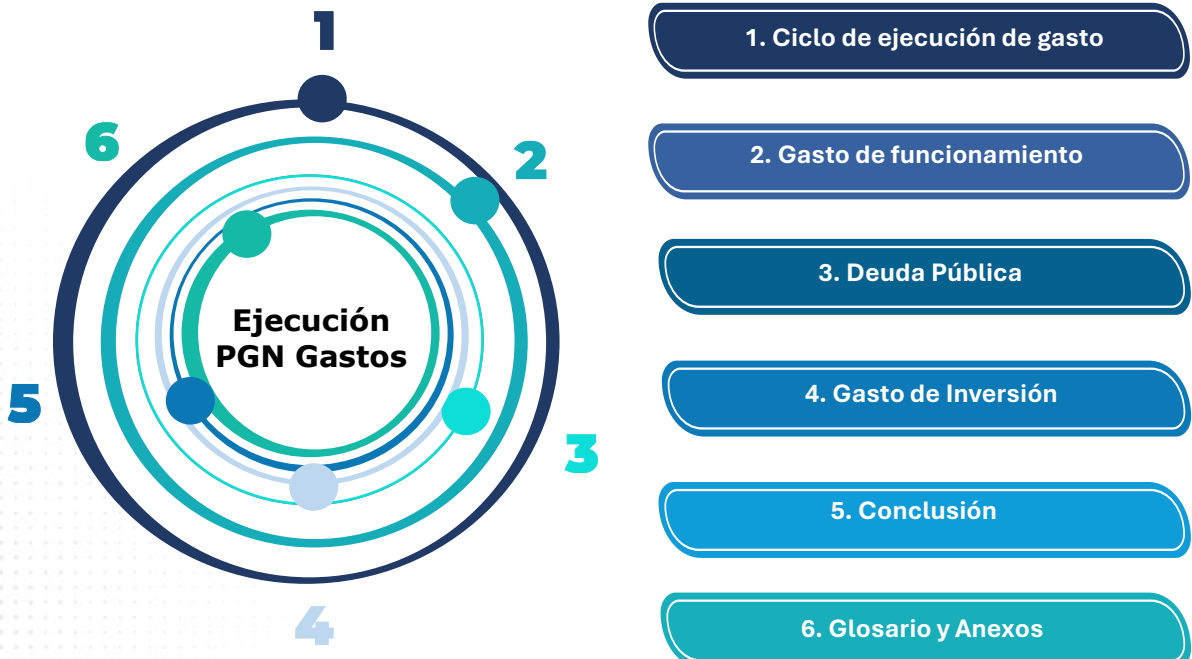 1
6
2
Ejecución
PGN Gastos
5
3
4
1. Ciclo de ejecución de gasto
2. Gasto de funcionamiento
3. Deuda Pública
4. Gasto de Inversión
5. Conclusión
6. Glosario y Anexos